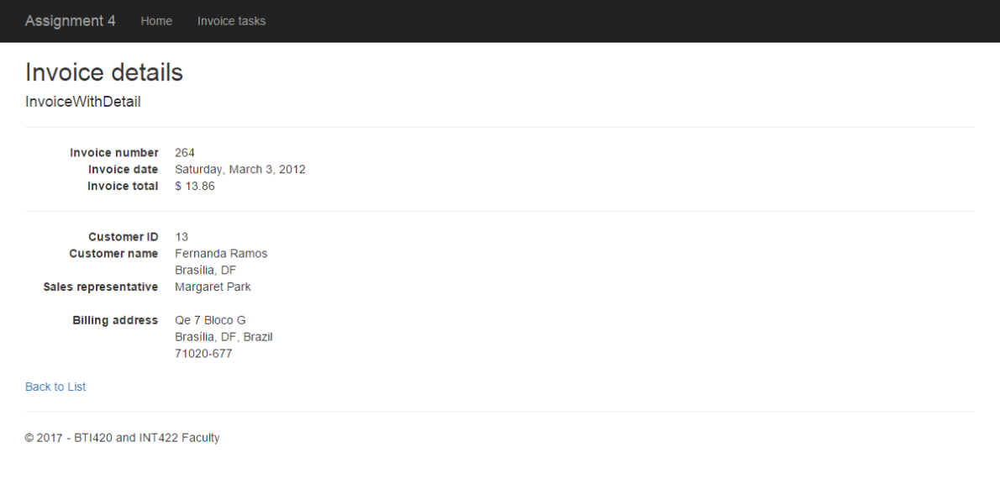 Assignment 4 Home Invoice tasks
Invoice details
InvoiceWithDetail
Invoice number 264
Invoice date Saturday, March 3, 2012
Invoice total $ 13.86
Customer ID 13
Customer name Fernanda Ramos
Brasília, DF
Sales representative Margaret Park
Billing address Qe 7 Bloco G
Brasília, DF, Brazil
71020-677
Back to List
© 2017 - BTI420 and INT422 Faculty